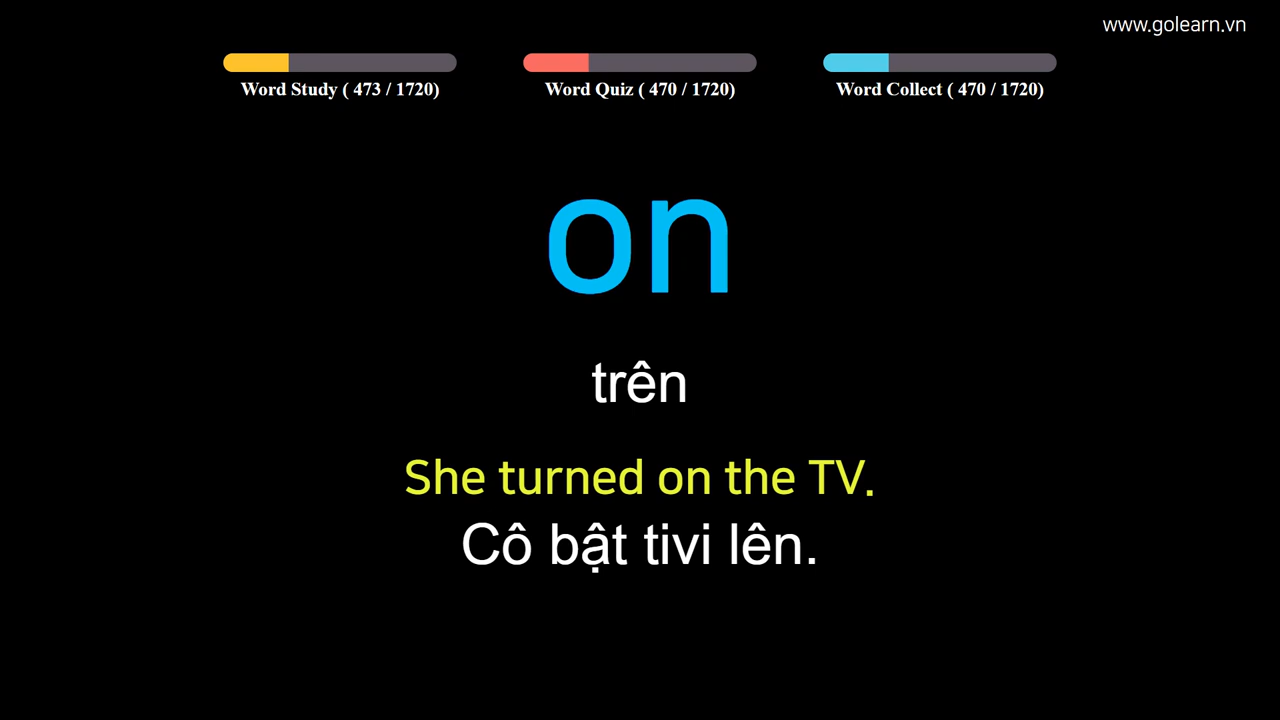 www.golearn.vn
Word Study ( 473 / 1720)
Word Quiz ( 470 / 1720)
Word Collect ( 470 / 1720)
on
trên
She turned on the TV.
Cô bật tivi lên.